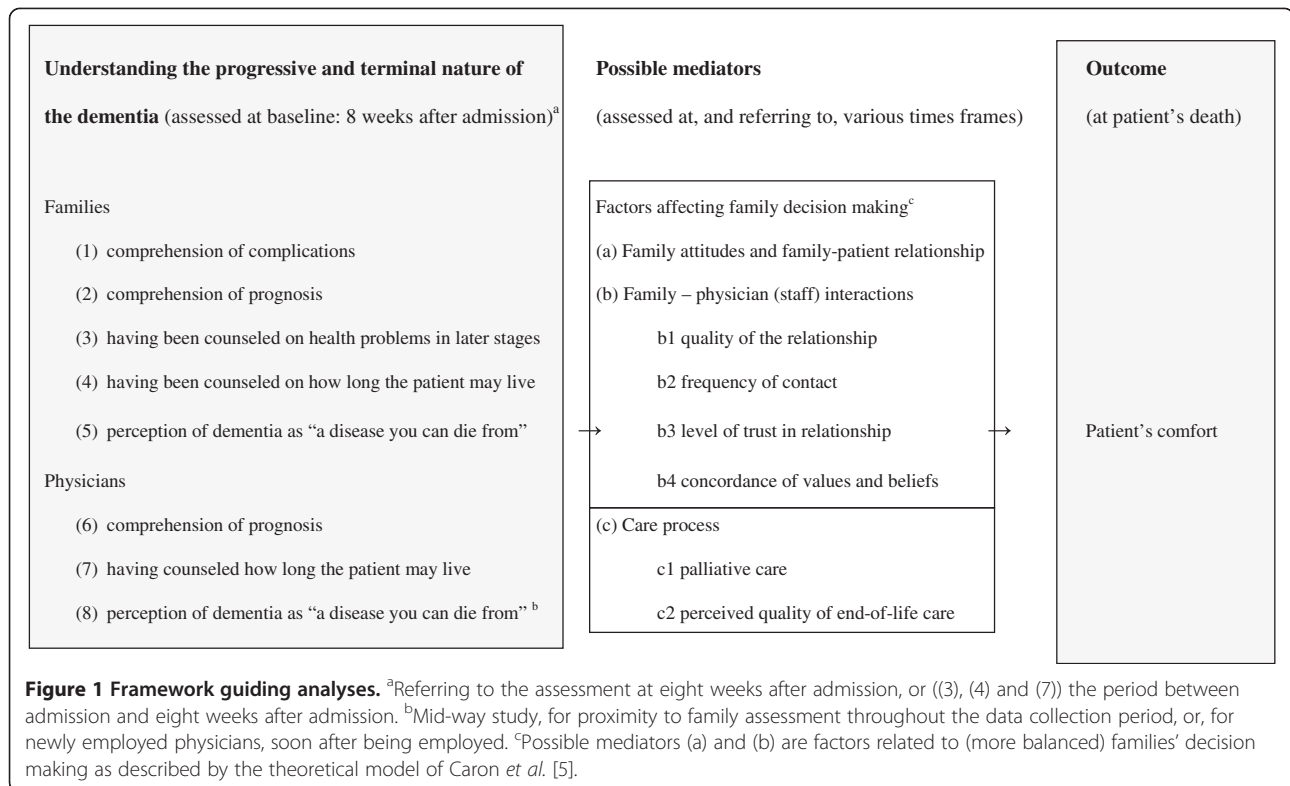 Understanding the progressive and terminal nature of
the dementia (assessed at baseline: 8 weeks after admission)a
Families
(1) comprehension of complications
(2) comprehension of prognosis
(3) having been counseled on health problems in later stages
(4) having been counseled on how long the patient may live
(5) perception of dementia as “a disease you can die from”
Physicians
(6) comprehension of prognosis
(7) having counseled how long the patient may live
(8) perception of dementia as “a disease you can die from” b
→
Possible mediators
(assessed at, and referring to, various times frames)
Factors affecting family decision makingc
(a) Family attitudes and family-patient relationship
(b) Family – physician (staff) interactions
b1 quality of the relationship
b2 frequency of contact
b3 level of trust in relationship
b4 concordance of values and beliefs
(c) Care process
c1 palliative care
c2 perceived quality of end-of-life care
→
Outcome
(at patient’s death)
Patient’s comfort
Figure 1 Framework guiding analyses. aReferring to the assessment at eight weeks after admission, or ((3), (4) and (7)) the period between
admission and eight weeks after admission. bMid-way study, for proximity to family assessment throughout the data collection period, or, for
newly employed physicians, soon after being employed. cPossible mediators (a) and (b) are factors related to (more balanced) families’ decision
making as described by the theoretical model of Caron et al. [5].